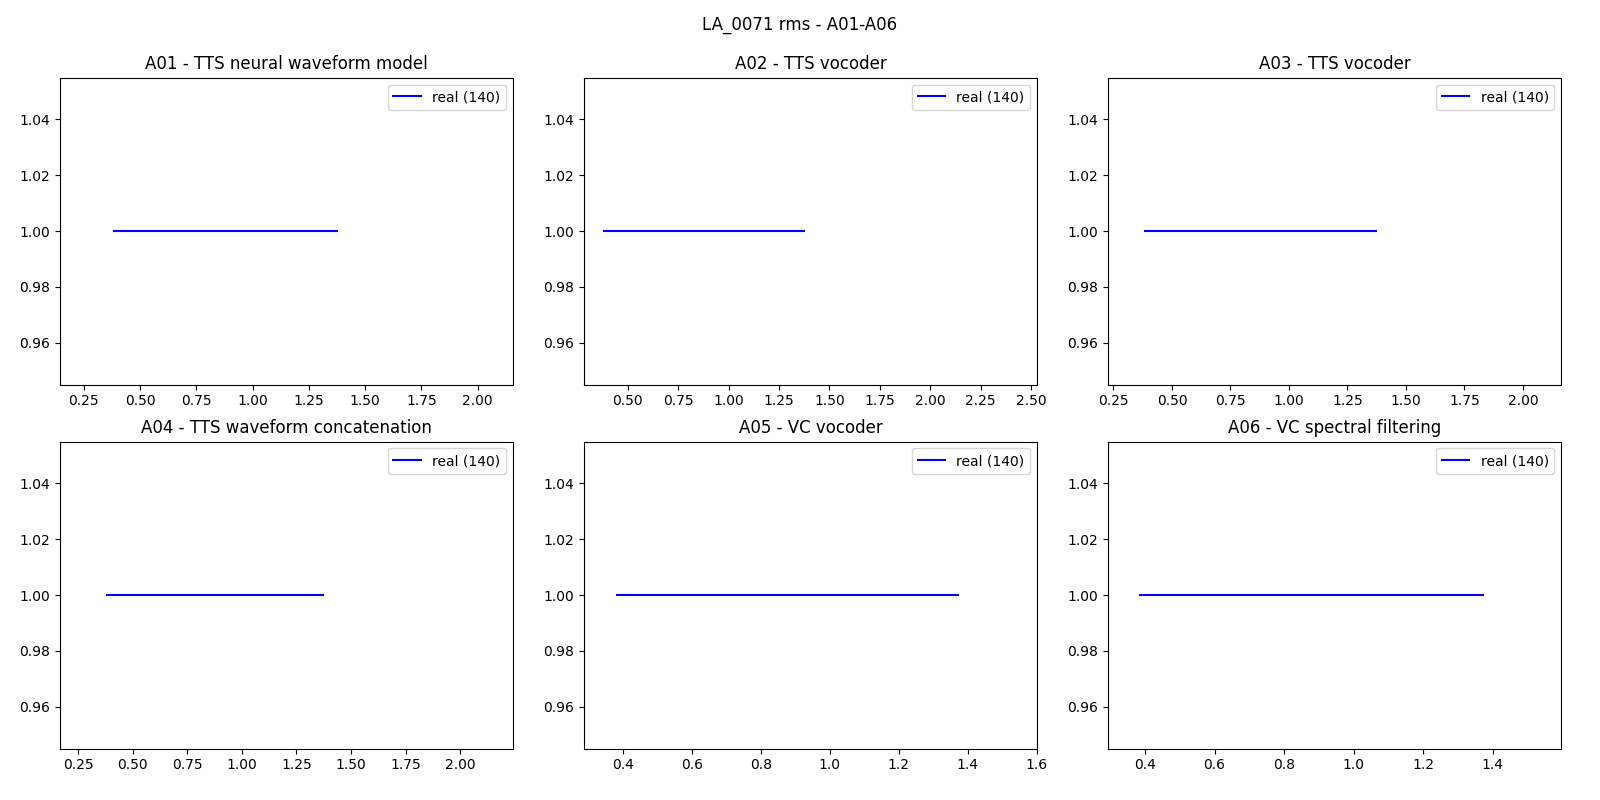 LA_0071 rms - A01-A06
A01 - TTS neural waveform model
real (140)
1.04
1.02
1.00
0.98
0.96
0.25 0.50 0.75 1.00 1.25 1.50 1.75 2.00
A02 - TTS vocoder
real (140)
1.04
1.02
1.00
0.98
0.96
0.50 0.75 1.00 1.25 1.50 1.75 2.00 2.25 2.50
A03 - TTS vocoder
real (140)
1.04
1.02
1.00
0.98
0.96
0.25 0.50 0.75 1.00 1.25 1.50 1.75 2.00
A04 - TTS waveform concatenation
real (140)
1.04
1.02
1.00
0.98
0.96
0.25 0.50 0.75 1.00 1.25 1.50 1.75 2.00
A05 - VC vocoder
real (140)
1.04
1.02
1.00
0.98
0.96
0.4 0.6 0.8 1.0 1.2 1.4 1.6
A06 - VC spectral filtering
real (140)
1.04
1.02
1.00
0.98
0.96
0.4 0.6 0.8 1.0 1.2 1.4